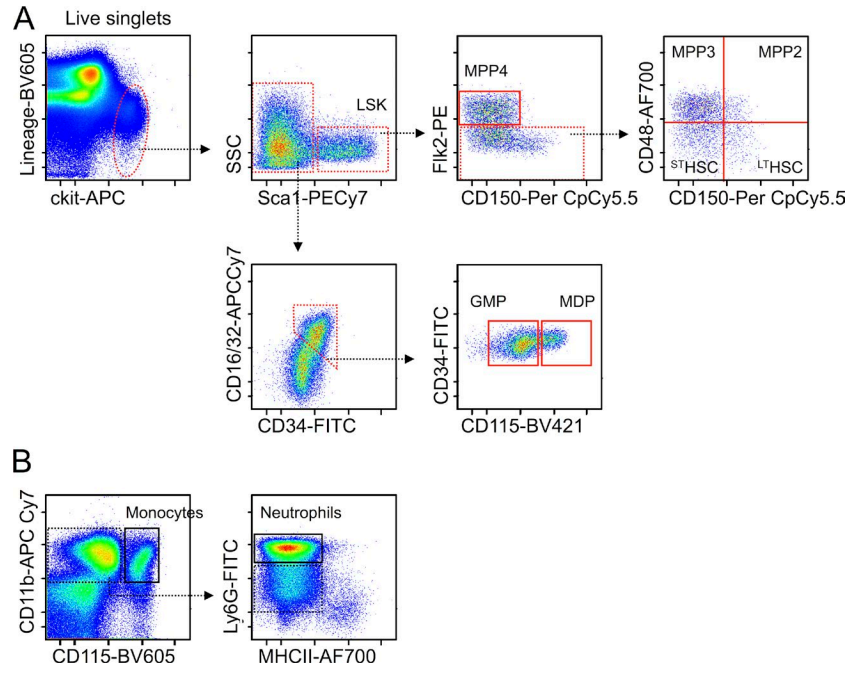 A
Live singlets
Lineage-BV605
ckit-APC
SSC
LSK
Sca1-PECy7
Flk2-PE
MPP4
CD150-Per CpCy5.5
CD48-AF700
MPP3 MPP2
STHSC LTHSC
CD150-Per CpCy5.5
CD16/32-APCCy7
CD34-FITC
CD34-FITC
GMP MDP
CD115-BV421
B
CD11b-APC Cy7
Monocytes
CD115-BV605
Ly6G-FITC
Neutrophils
MHCII-AF700